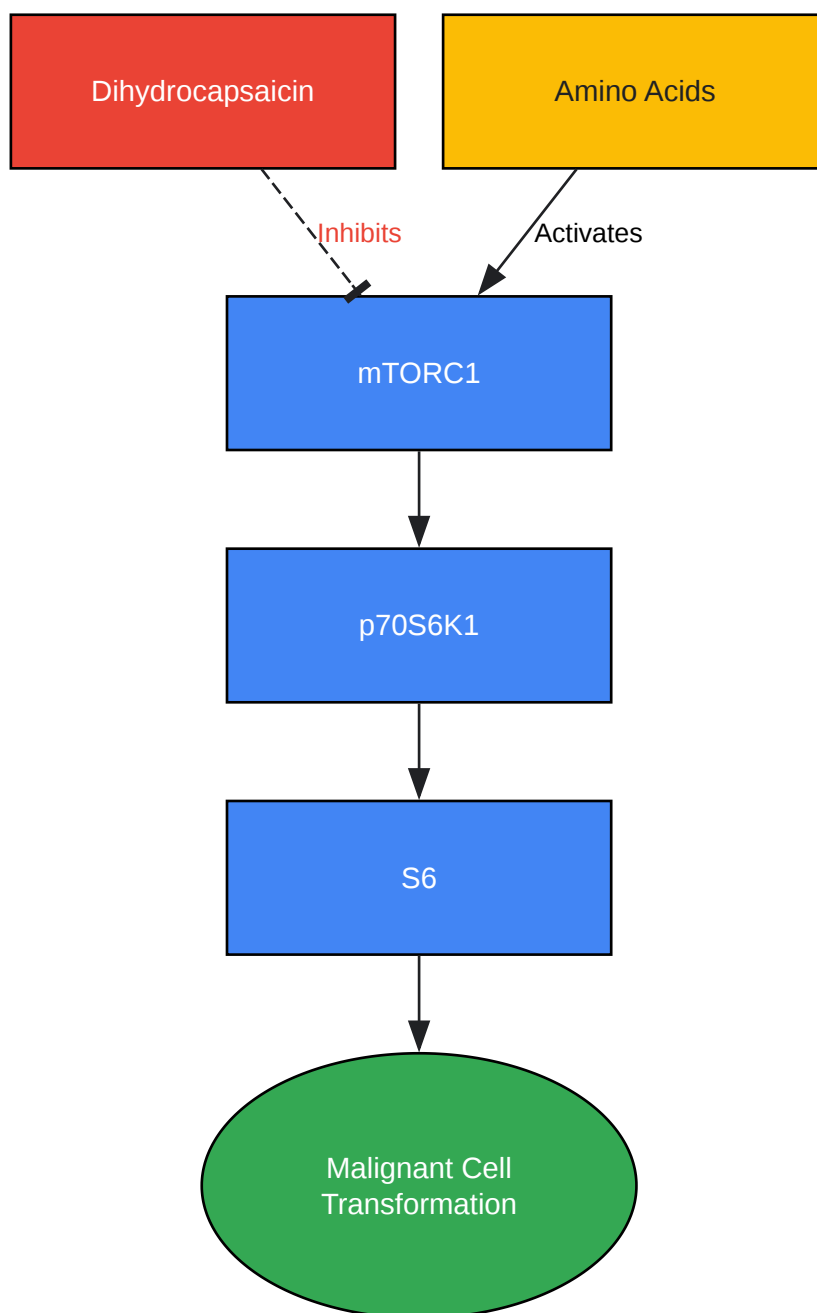 Dihydrocapsaicin
Amino Acids
Inhibits
Activates
mTORC1
p70S6K1
S6
Malignant Cell
Transformation